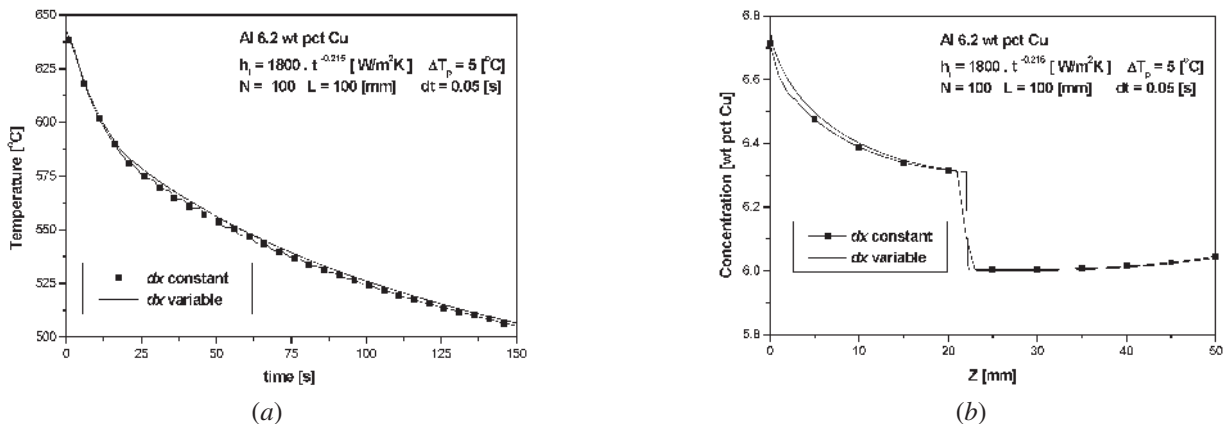 650
625
600
575
550
525
500
Temperature [°C]
Al 6.2 wt pct Cu
h_i = 1800 . t^-0.215 [ W/m²K ] ΔT_p = 5 [°C]
N = 100 L = 100 [mm] dt = 0.05 [s]
dx constant
dx variable
0 25 50 75 100 125 150
time [s]
(a)
6.8
6.6
6.4
6.2
6.0
5.8
Concentration [wt pct Cu]
Al 6.2 wt pct Cu
h_i = 1800 . t^-0.216 [ W/m²K ] ΔT_p = 5 [°C]
N = 100 L = 100 [mm] dt = 0.05 [s]
dx constant
dx variable
0 10 20 30 40 50
Z [mm]
(b)